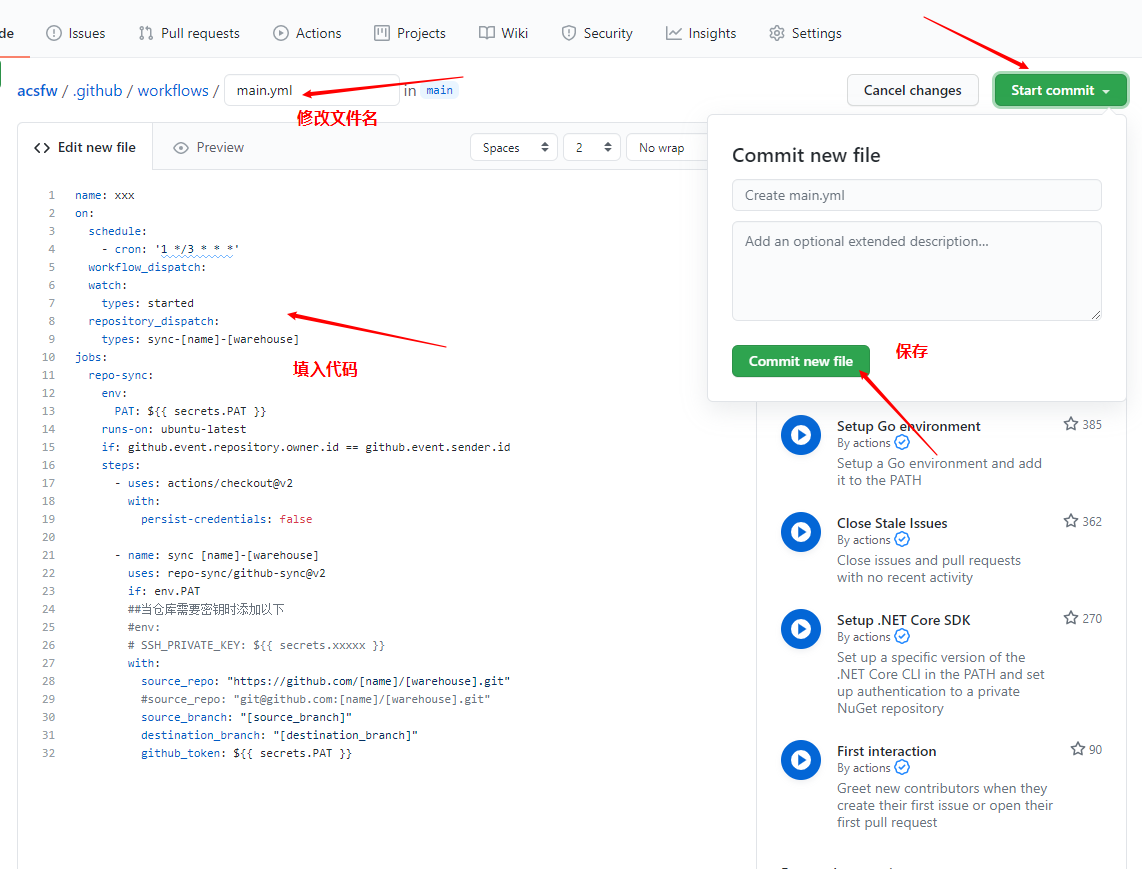 de Issues Pull requests Actions Projects Wiki Security Insights Settings
acsfw / .github / workflows / main.yml in main
Cancel changes Start commit
修改文件名
Edit new file Preview Spaces 2 No wrap
Commit new file
Create main.yml
Add an optional extended description...
Commit new file
保存
1 name: xxx
2 on:
3 schedule:
4 - cron: '1 */3 * * *'
5 workflow_dispatch:
6 watch:
7 types: started
8 repository_dispatch:
9 types: sync-[name]-[warehouse]
10 jobs:
填入代码
11 repo-sync:
12 env:
13 PAT: ${{ secrets.PAT }}
14 runs-on: ubuntu-latest
15 if: github.event.repository.owner.id == github.event.sender.id
16 steps:
17 - uses: actions/checkout@v2
18 with:
19 persist-credentials: false
20
21 - name: sync [name]-[warehouse]
22 uses: repo-sync/github-sync@v2
23 if: env.PAT
24 ##当仓库需要密钥时添加以下
25 #env:
26 # SSH_PRIVATE_KEY: ${{ secrets.xxxxx }}
27 with:
28 source_repo: "https://github.com/[name]/[warehouse].git"
29 #source_repo: "git@github.com:[name]/[warehouse].git"
30 source_branch: "[source_branch]"
31 destination_branch: "[destination_branch]"
32 github_token: ${{ secrets.PAT }}
Setup Go environment 385
By actions
Setup a Go environment and add
it to the PATH
Close Stale Issues 362
By actions
Close issues and pull requests
with no recent activity
Setup .NET Core SDK 270
By actions
Set up a specific version of the
.NET Core CLI in the PATH and set
up authentication to a private
NuGet repository
First interaction 90
By actions
Greet new contributors when they
create their first issue or open their
first pull request